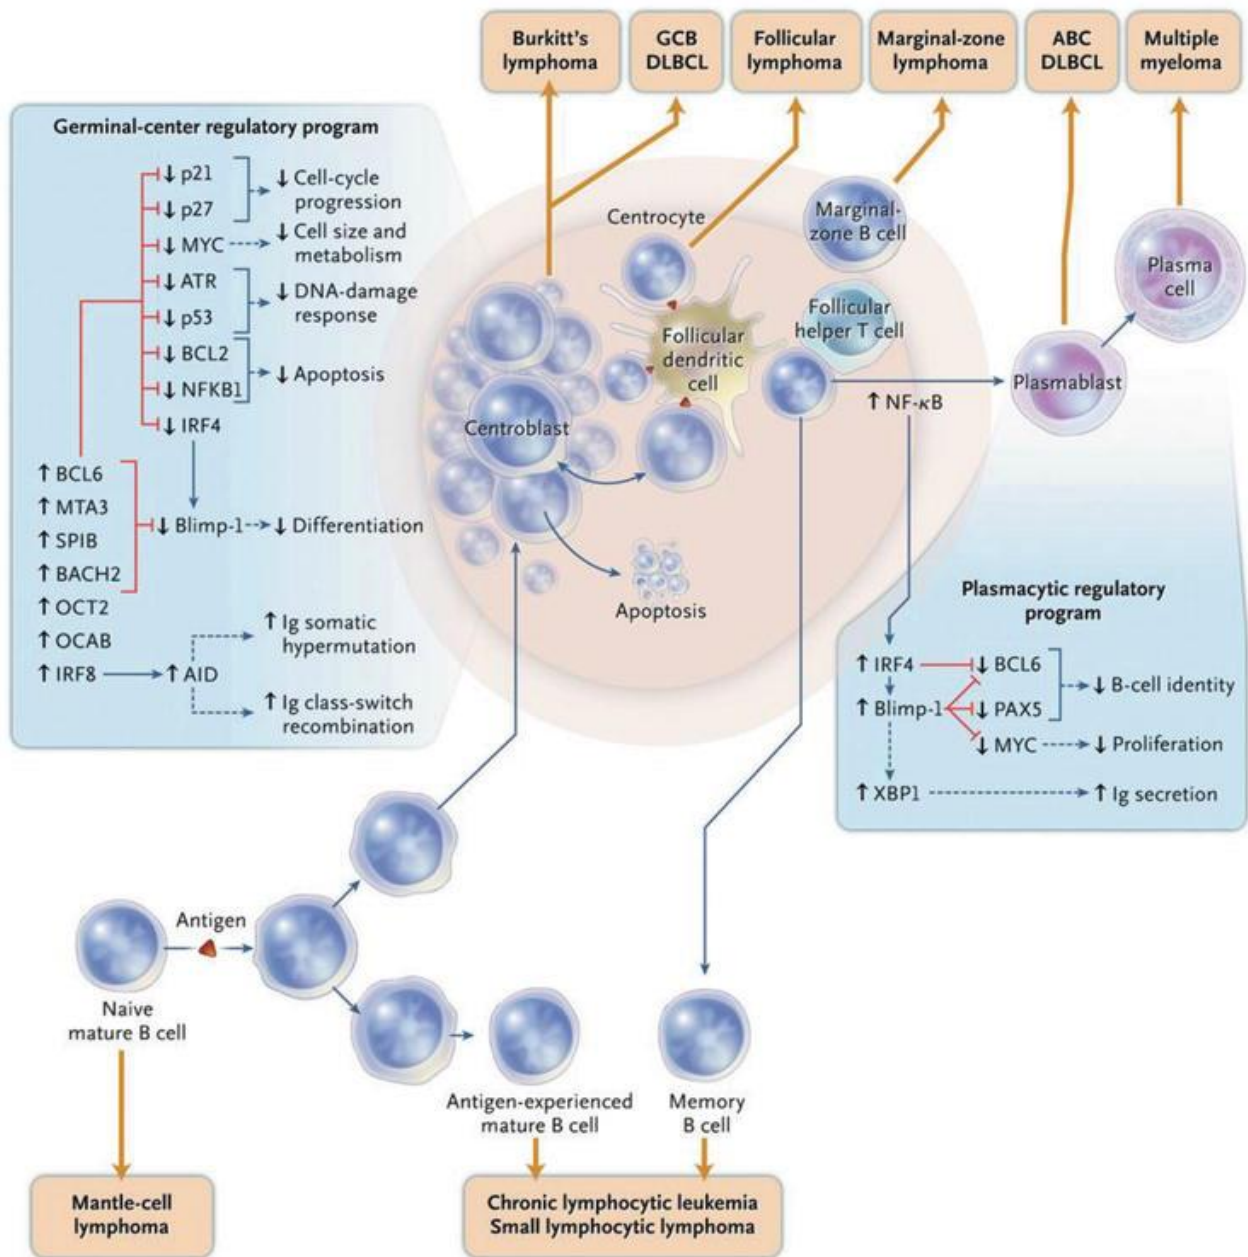 Burkitt's
lymphoma
GCB
DLBCL
Follicular
lymphoma
Marginal-zone
lymphoma
ABC
DLBCL
Multiple
myeloma
Germinal-center regulatory program
↓ p21
↓ p27
↓ Cell-cycle
progression
↓ MYC
↓ Cell size and
metabolism
↓ ATR
↓ p53
↓ DNA-damage
response
↓ BCL2
↓ NFKB1
↓ Apoptosis
↓ IRF4
↑ BCL6
↑ MTA3
↑ SPIB
↑ BACH2
↑ OCT2
↑ OCAB
↑ IRF8
↓ Blimp-1
↓ Differentiation
↑ AID
↑ Ig somatic
hypermutation
↑ Ig class-switch
recombination
Centrocyte
Marginal-
zone B cell
Follicular
helper T cell
Follicular
dendritic
cell
Centroblast
Apoptosis
↑ NF-κB
Plasmablast
Plasma
cell
Plasmacytic regulatory
program
↑ IRF4
↓ BCL6
↑ Blimp-1
↓ PAX5
↓ B-cell identity
↓ MYC
↓ Proliferation
↑ XBP1
↑ Ig secretion
Antigen
Naive
mature B cell
Antigen-experienced
mature B cell
Memory
B cell
Mantle-cell
lymphoma
Chronic lymphocytic leukemia
Small lymphocytic lymphoma